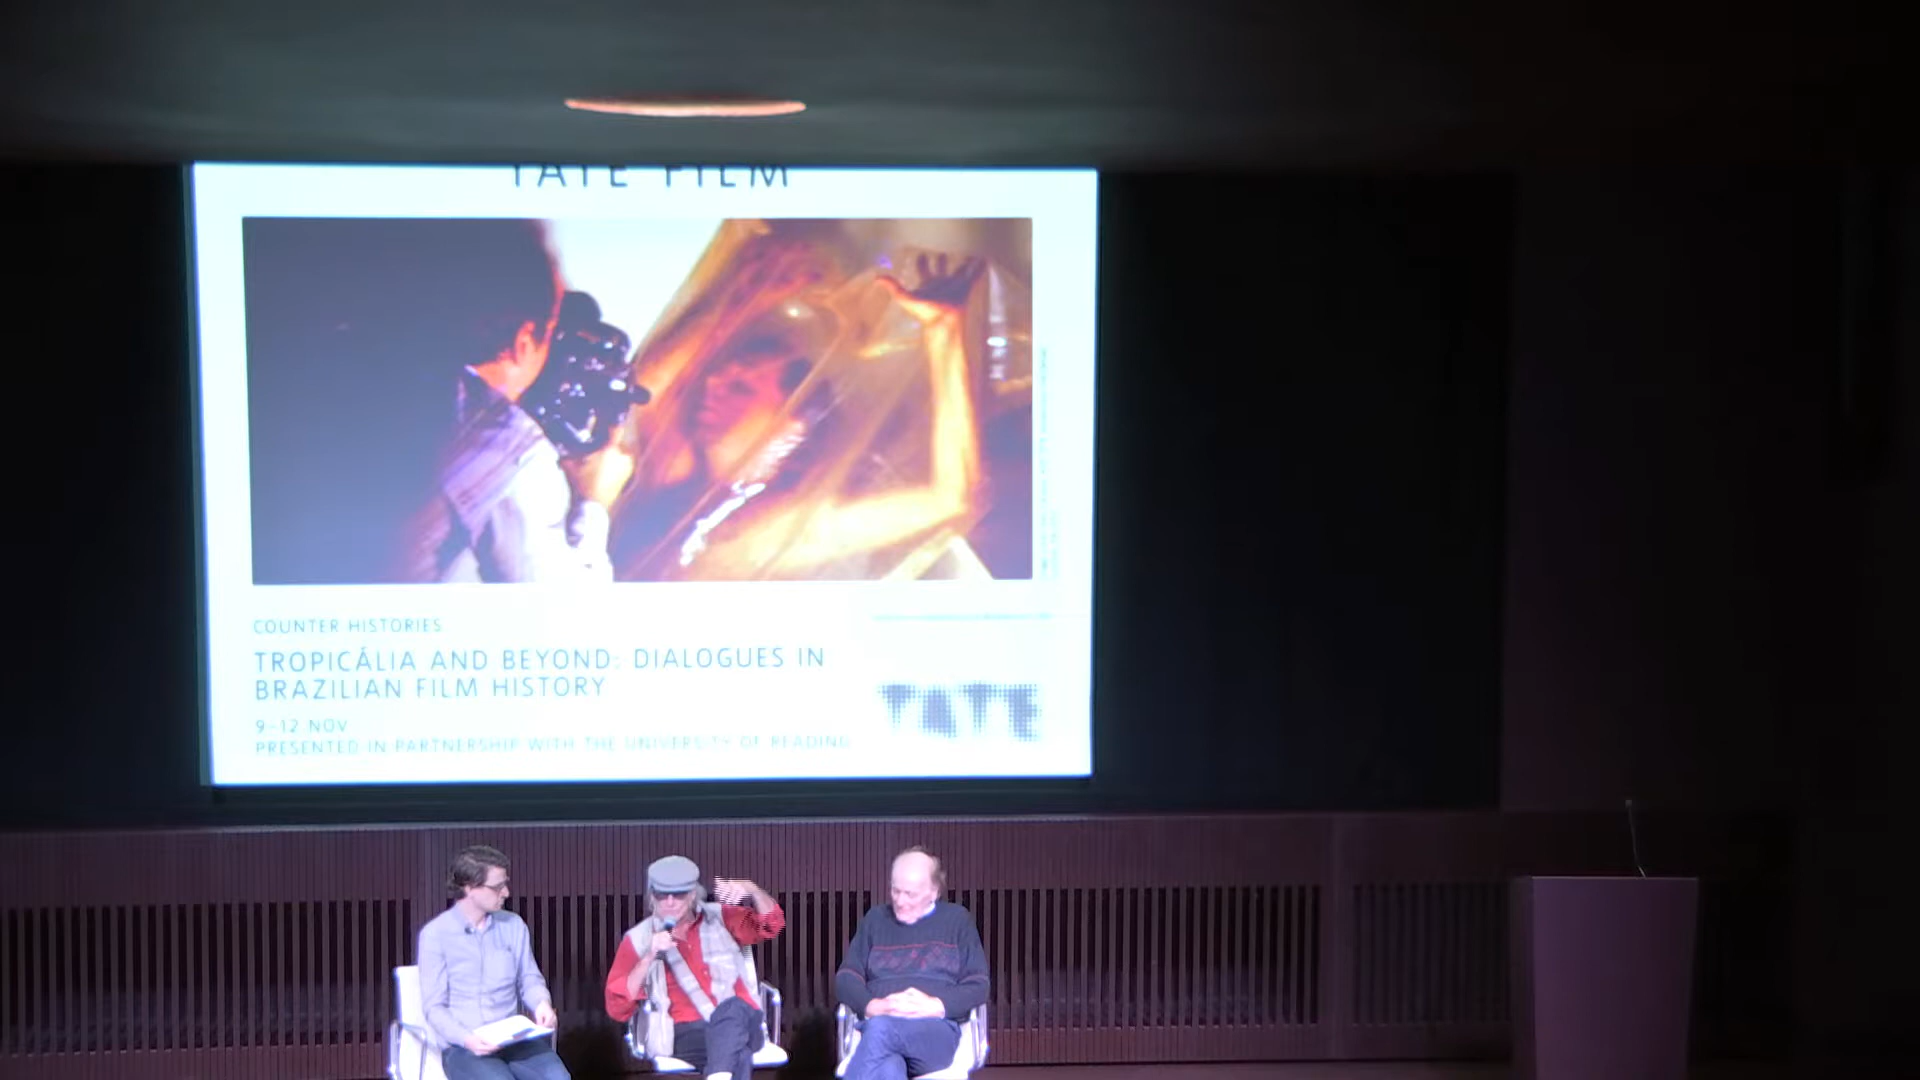 TATE FILM
COUNTER HISTORIES
TROPICÁLIA AND BEYOND: DIALOGUES IN
BRAZILIAN FILM HISTORY
9-12 NOV
PRESENTED IN PARTNERSHIP WITH THE UNIVERSITY OF READING
TATE